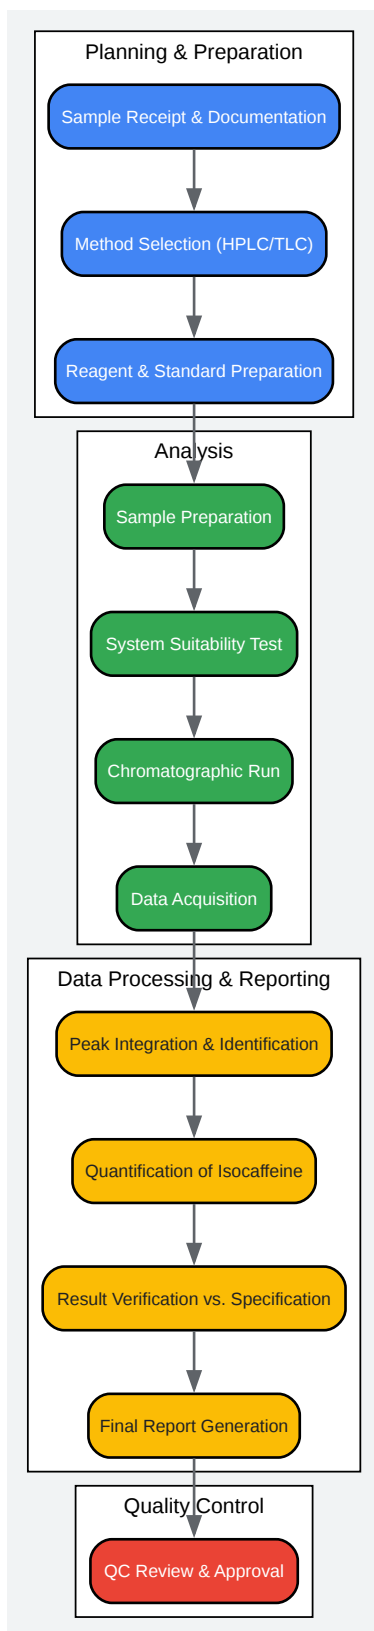 Planning & Preparation
Sample Receipt & Documentation
Method Selection (HPLC/TLC)
Reagent & Standard Preparation
Analysis
Sample Preparation
System Suitability Test
Chromatographic Run
Data Acquisition
Data Processing & Reporting
Peak Integration & Identification
Quantification of Isocaffeine
Result Verification vs. Specification
Final Report Generation
Quality Control
QC Review & Approval